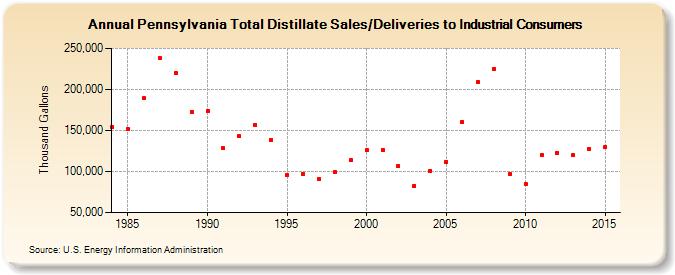 Annual Pennsylvania Total Distillate Sales/Deliveries to Industrial Consumers
Thousand Gallons
250,000
200,000
150,000
100,000
50,000
1985 1990 1995 2000 2005 2010 2015
Source: U.S. Energy Information Administration